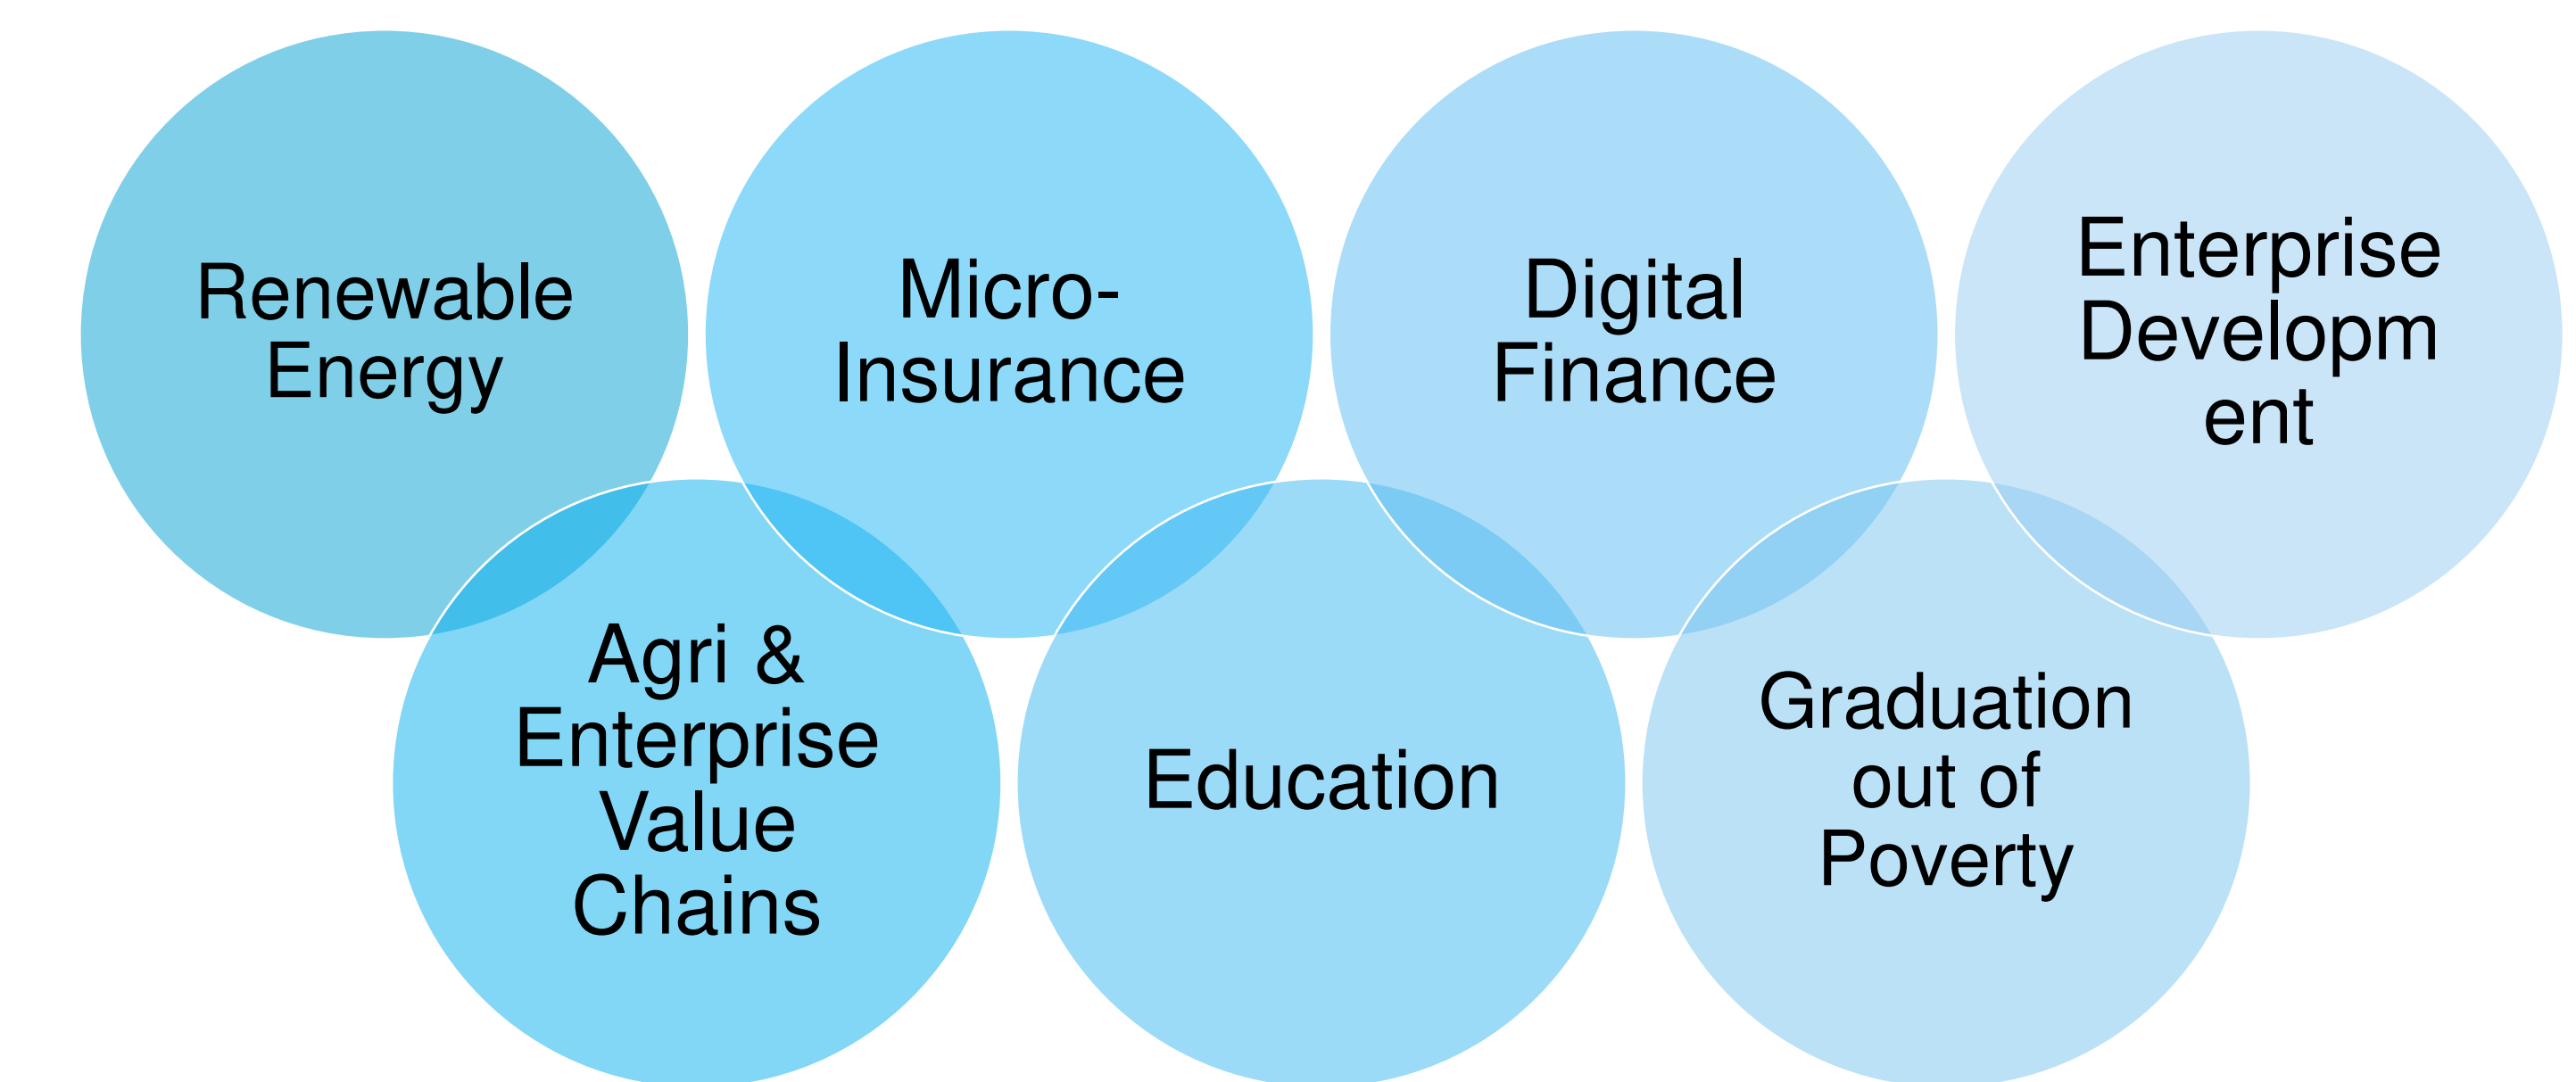 Renewable
Energy
Micro-
Insurance
Digital
Finance
Enterprise
Developm
ent
Agri &
Enterprise
Value
Chains
Education
Graduation
out of
Poverty